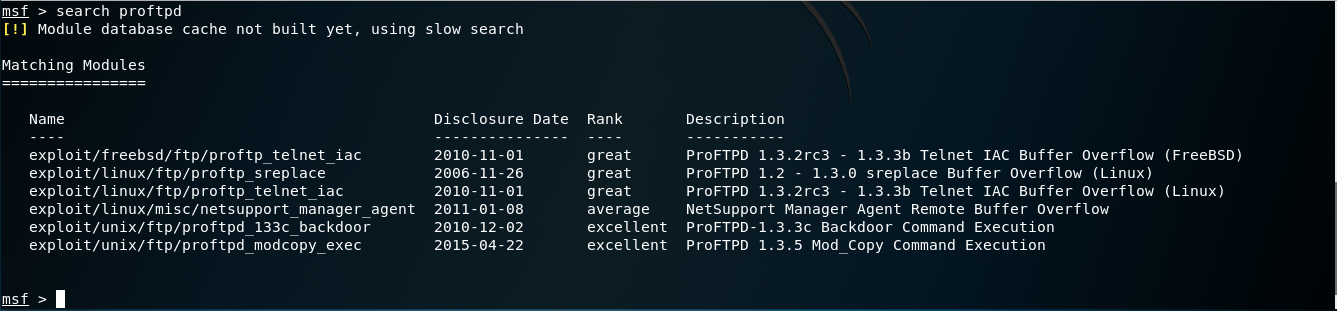 msf > search proftpd
[!] Module database cache not built yet, using slow search
Matching Modules
================
Name Disclosure Date Rank Description
---- --------------- ---- -----------
exploit/freebsd/ftp/proftp_telnet_iac 2010-11-01 great ProFTPD 1.3.2rc3 - 1.3.3b Telnet IAC Buffer Overflow (FreeBSD)
exploit/linux/ftp/proftp_sreplace 2006-11-26 great ProFTPD 1.2 - 1.3.0 sreplace Buffer Overflow (Linux)
exploit/linux/ftp/proftp_telnet_iac 2010-11-01 great ProFTPD 1.3.2rc3 - 1.3.3b Telnet IAC Buffer Overflow (Linux)
exploit/linux/misc/netsupport_manager_agent 2011-01-08 average NetSupport Manager Agent Remote Buffer Overflow
exploit/unix/ftp/proftpd_133c_backdoor 2010-12-02 excellent ProFTPD-1.3.3c Backdoor Command Execution
exploit/unix/ftp/proftpd_modcopy_exec 2015-04-22 excellent ProFTPD 1.3.5 Mod_Copy Command Execution
msf >